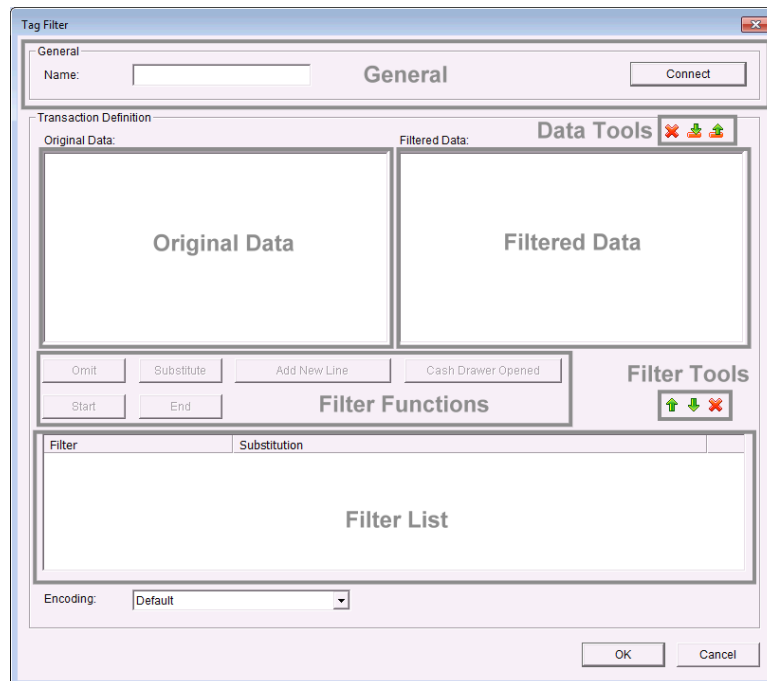 Tag Filter
General
Name:
General
Connect
Transaction Definition
Data Tools
Original Data:
Filtered Data:
Original Data
Filtered Data
Omit
Substitute
Add New Line
Cash Drawer Opened
Filter Tools
Start
End
Filter Functions
Filter
Substitution
Filter List
Encoding:
Default
OK
Cancel